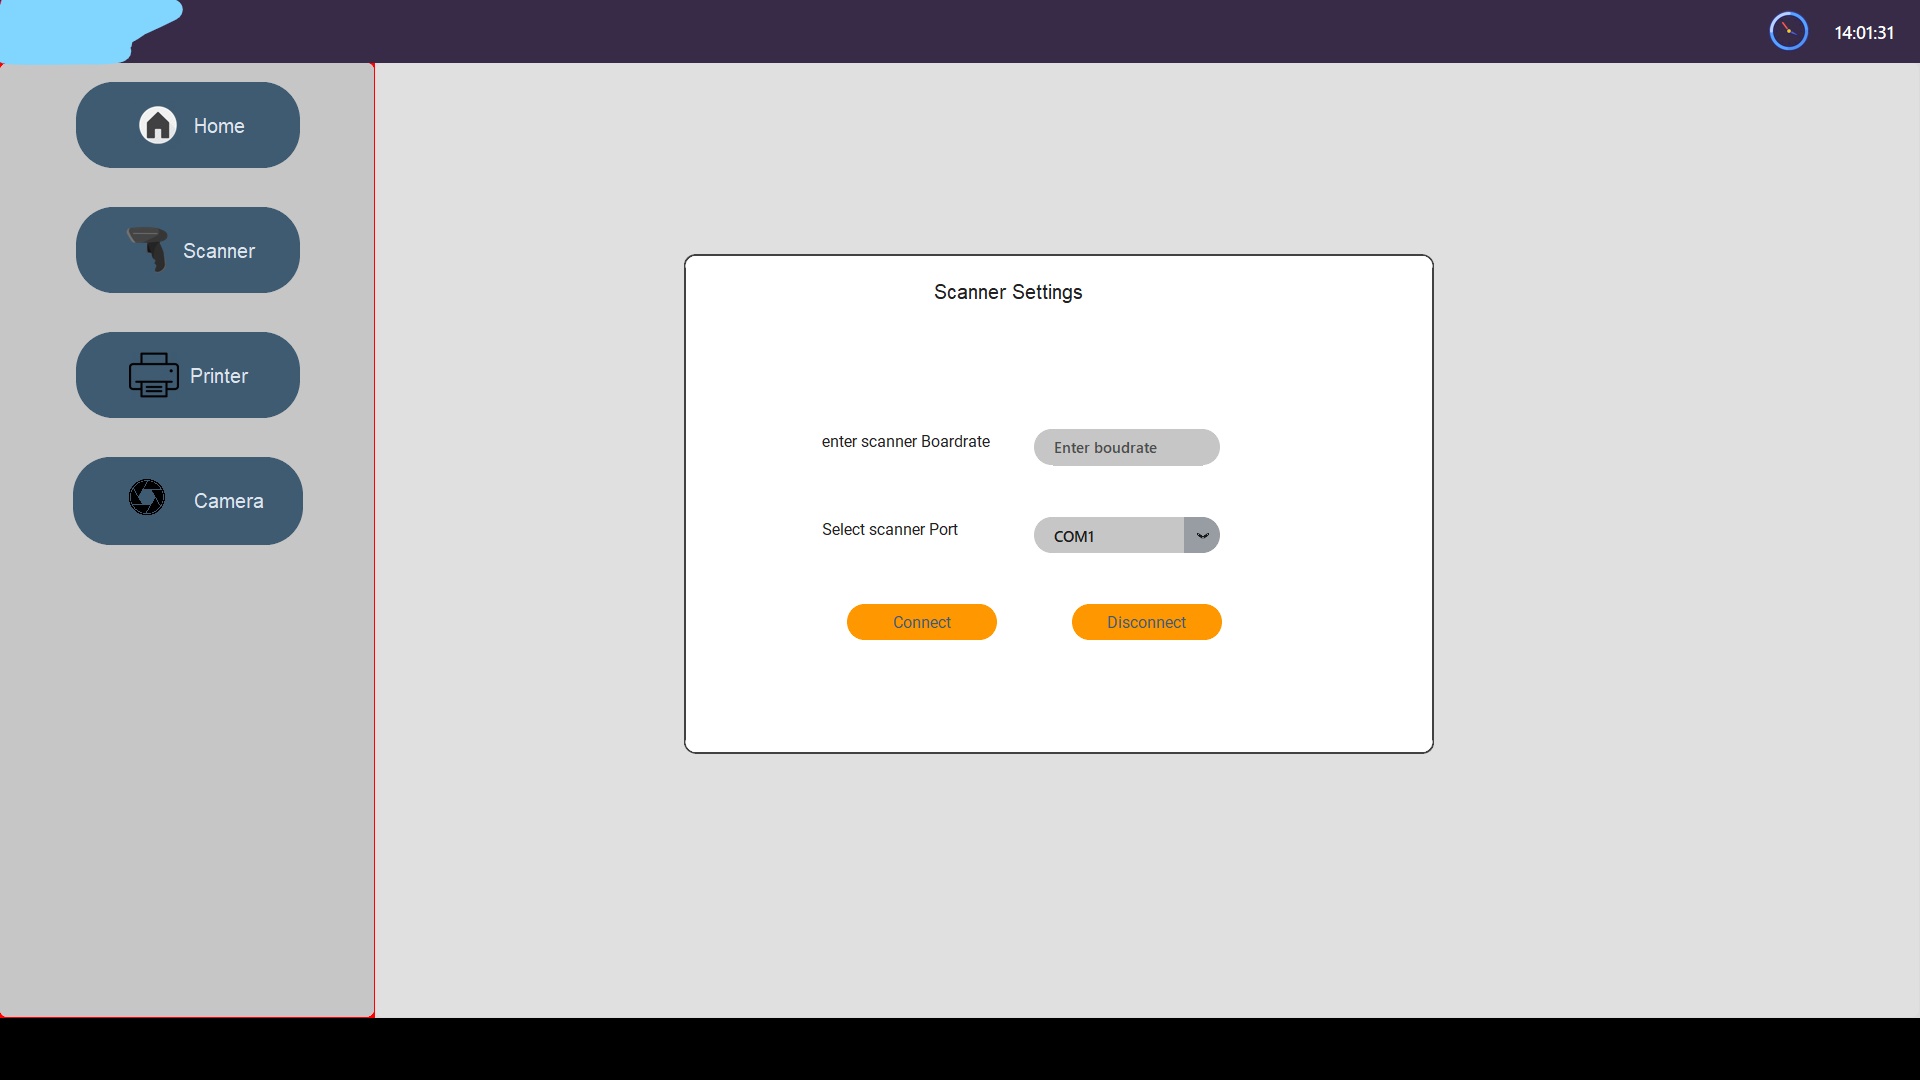 14:01:31
Home
Scanner
Printer
Camera
Scanner Settings
enter scanner Boardrate
Enter boudrate
Select scanner Port
COM1
Connect
Disconnect